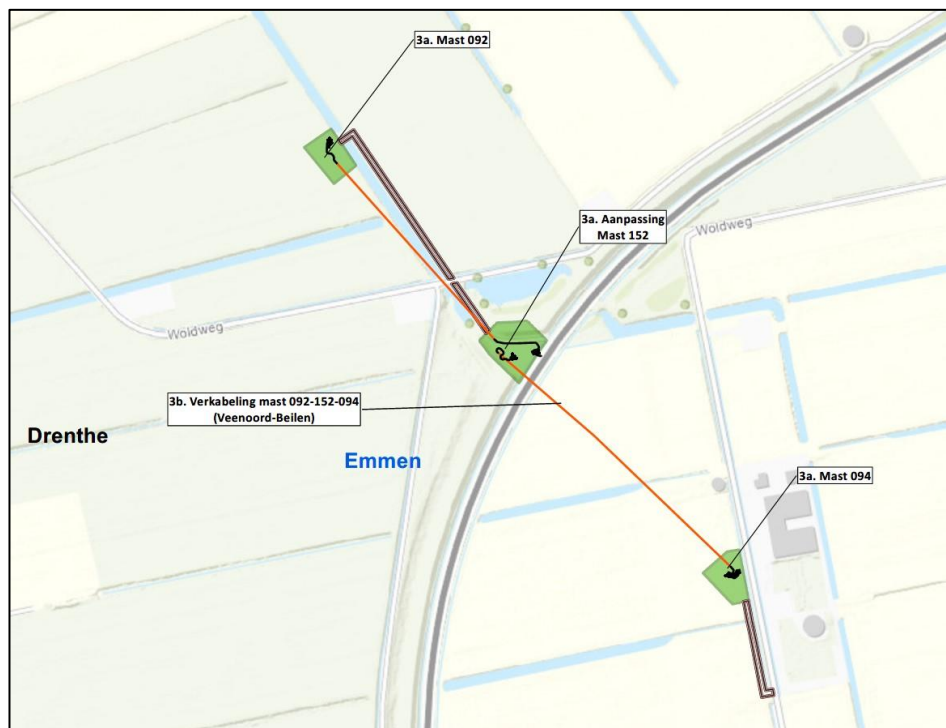 3a. Mast 092
3a. Aanpassing
Mast 152
Woldweg
Woldweg
3b. Verkabeling mast 092-152-094
(Veenoord-Beilen)
Drenthe
Emmen
3a. Mast 094